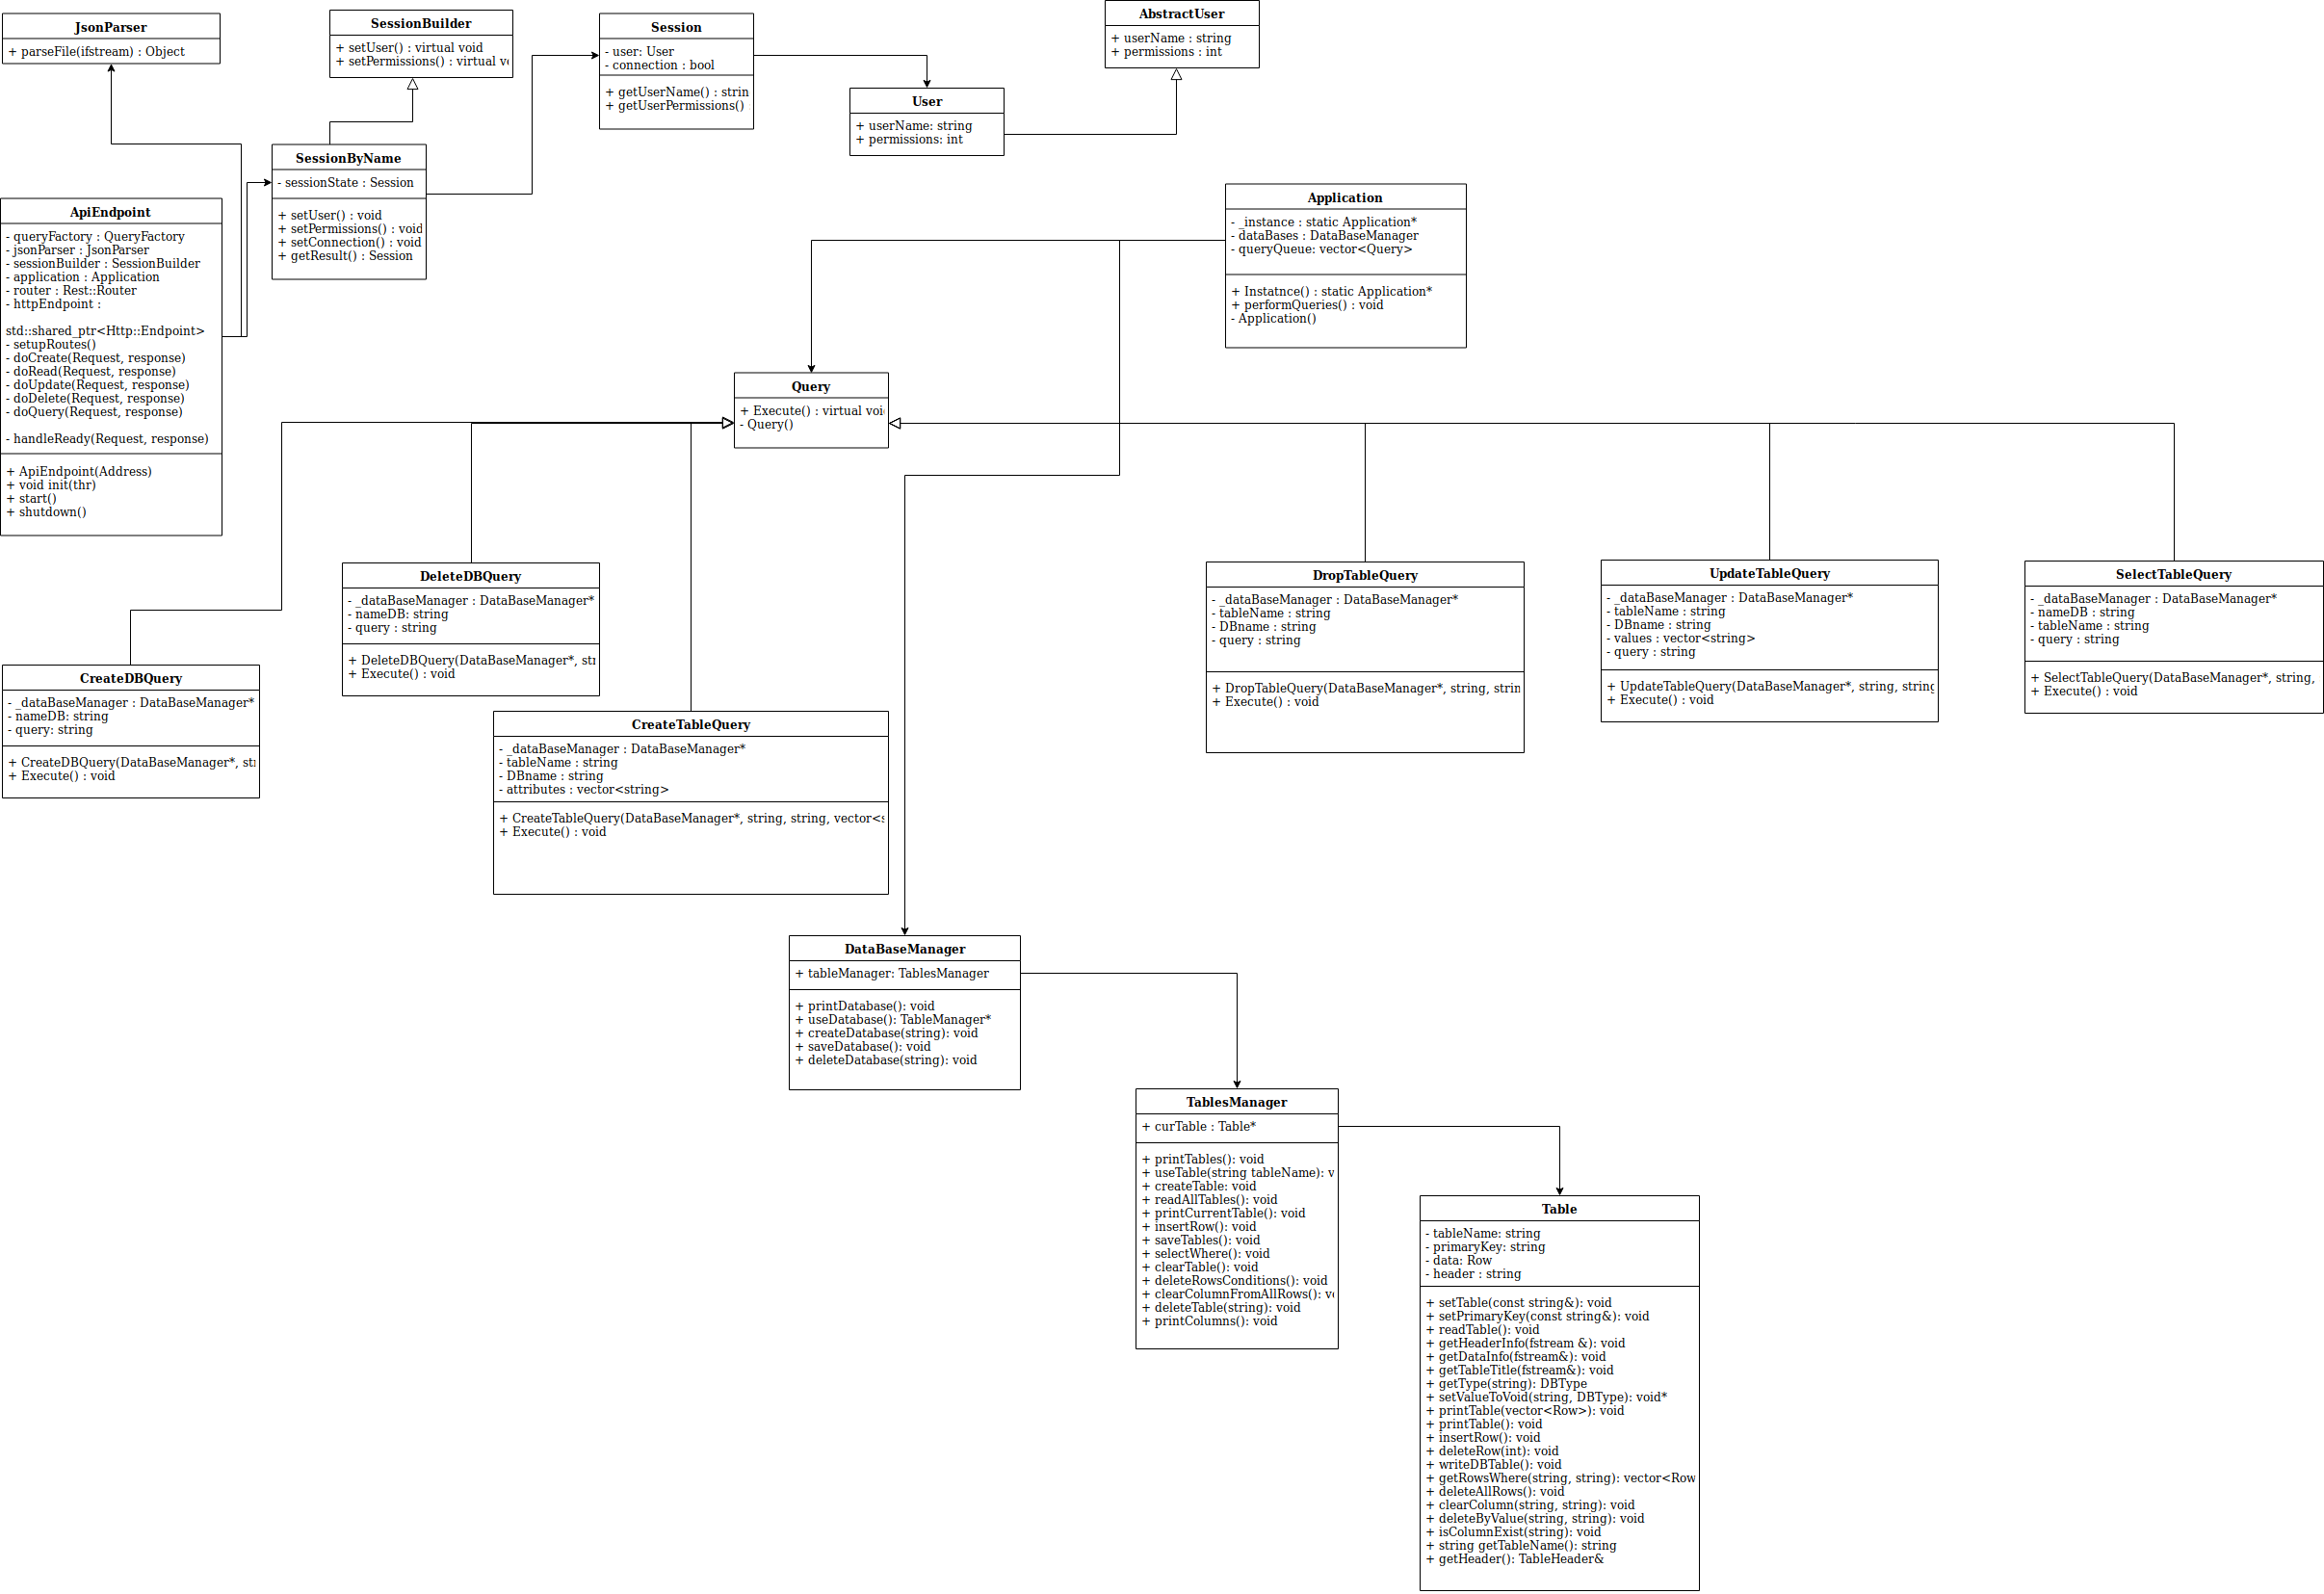 JsonParser
+ parseFile(ifstream) : Object
SessionBuilder
+ setUser() : virtual void
+ setPermissions() : virtual
Session
- user: User
- connection : bool
+ getUserName() : strin
+ getUserPermissions()
AbstractUser
+ userName : string
+ permissions : int
User
+ userName: string
+ permissions: int
SessionByName
- sessionState : Session
+ setUser() : void
+ setPermissions() : void
+ setConnection() : void
+ getResult() : Session
ApiEndpoint
- queryFactory : QueryFactory
- jsonParser : JsonParser
- sessionBuilder : SessionBuilder
- application : Application
- router : Rest::Router
- httpEndpoint :
std::shared_ptr<Http::Endpoint>
- setupRoutes()
- doCreate(Request, response)
- doRead(Request, response)
- doUpdate(Request, response)
- doDelete(Request, response)
- doQuery(Request, response)
- handleReady(Request, response)
+ ApiEndpoint(Address)
+ void init(thr)
+ start()
+ shutdown()
Application
- _instance : static Application*
- dataBases : DataBaseManager
- queryQueue: vector<Query>
+ Instatnce() : static Application*
+ performQueries() : void
- Application()
Query
+ Execute() : virtual voi
- Query()
DeleteDBQuery
- _dataBaseManager : DataBaseManager*
- nameDB: string
- query : string
+ DeleteDBQuery(DataBaseManager*, str
+ Execute() : void
DropTableQuery
- _dataBaseManager : DataBaseManager*
- tableName : string
- DBname : string
- query : string
+ DropTableQuery(DataBaseManager*, string, strin
+ Execute() : void
UpdateTableQuery
- _dataBaseManager : DataBaseManager*
- tableName : string
- DBname : string
- values : vector<string>
- query : string
+ UpdateTableQuery(DataBaseManager*, string, string
+ Execute() : void
SelectTableQuery
- _dataBaseManager : DataBaseManager*
- nameDB : string
- tableName : string
- query : string
+ SelectTableQuery(DataBaseManager*, string,
+ Execute() : void
CreateDBQuery
- _dataBaseManager : DataBaseManager*
- nameDB: string
- query: string
+ CreateDBQuery(DataBaseManager*, str
+ Execute() : void
CreateTableQuery
- _dataBaseManager : DataBaseManager*
- tableName : string
- DBname : string
- attributes : vector<string>
+ CreateTableQuery(DataBaseManager*, string, string, vector<s
+ Execute() : void
DataBaseManager
+ tableManager: TablesManager
+ printDatabase(): void
+ useDatabase(): TableManager*
+ createDatabase(string): void
+ saveDatabase(): void
+ deleteDatabase(string): void
TablesManager
+ curTable : Table*
+ printTables(): void
+ useTable(string tableName): v
+ createTable: void
+ readAllTables(): void
+ printCurrentTable(): void
+ insertRow(): void
+ saveTables(): void
+ selectWhere(): void
+ clearTable(): void
+ deleteRowsConditions(): void
+ clearColumnFromAllRows(): v
+ deleteTable(string): void
+ printColumns(): void
Table
- tableName: string
- primaryKey: string
- data: Row
- header : string
+ setTable(const string&): void
+ setPrimaryKey(const string&): void
+ readTable(): void
+ getHeaderInfo(fstream &): void
+ getDataInfo(fstream&): void
+ getTableTitle(fstream&): void
+ getType(string): DBType
+ setValueToVoid(string, DBType): void*
+ printTable(vector<Row>): void
+ printTable(): void
+ insertRow(): void
+ deleteRow(int): void
+ writeDBTable(): void
+ getRowsWhere(string, string): vector<Row
+ deleteAllRows(): void
+ clearColumn(string, string): void
+ deleteByValue(string, string): void
+ isColumnExist(string): void
+ string getTableName(): string
+ getHeader(): TableHeader&